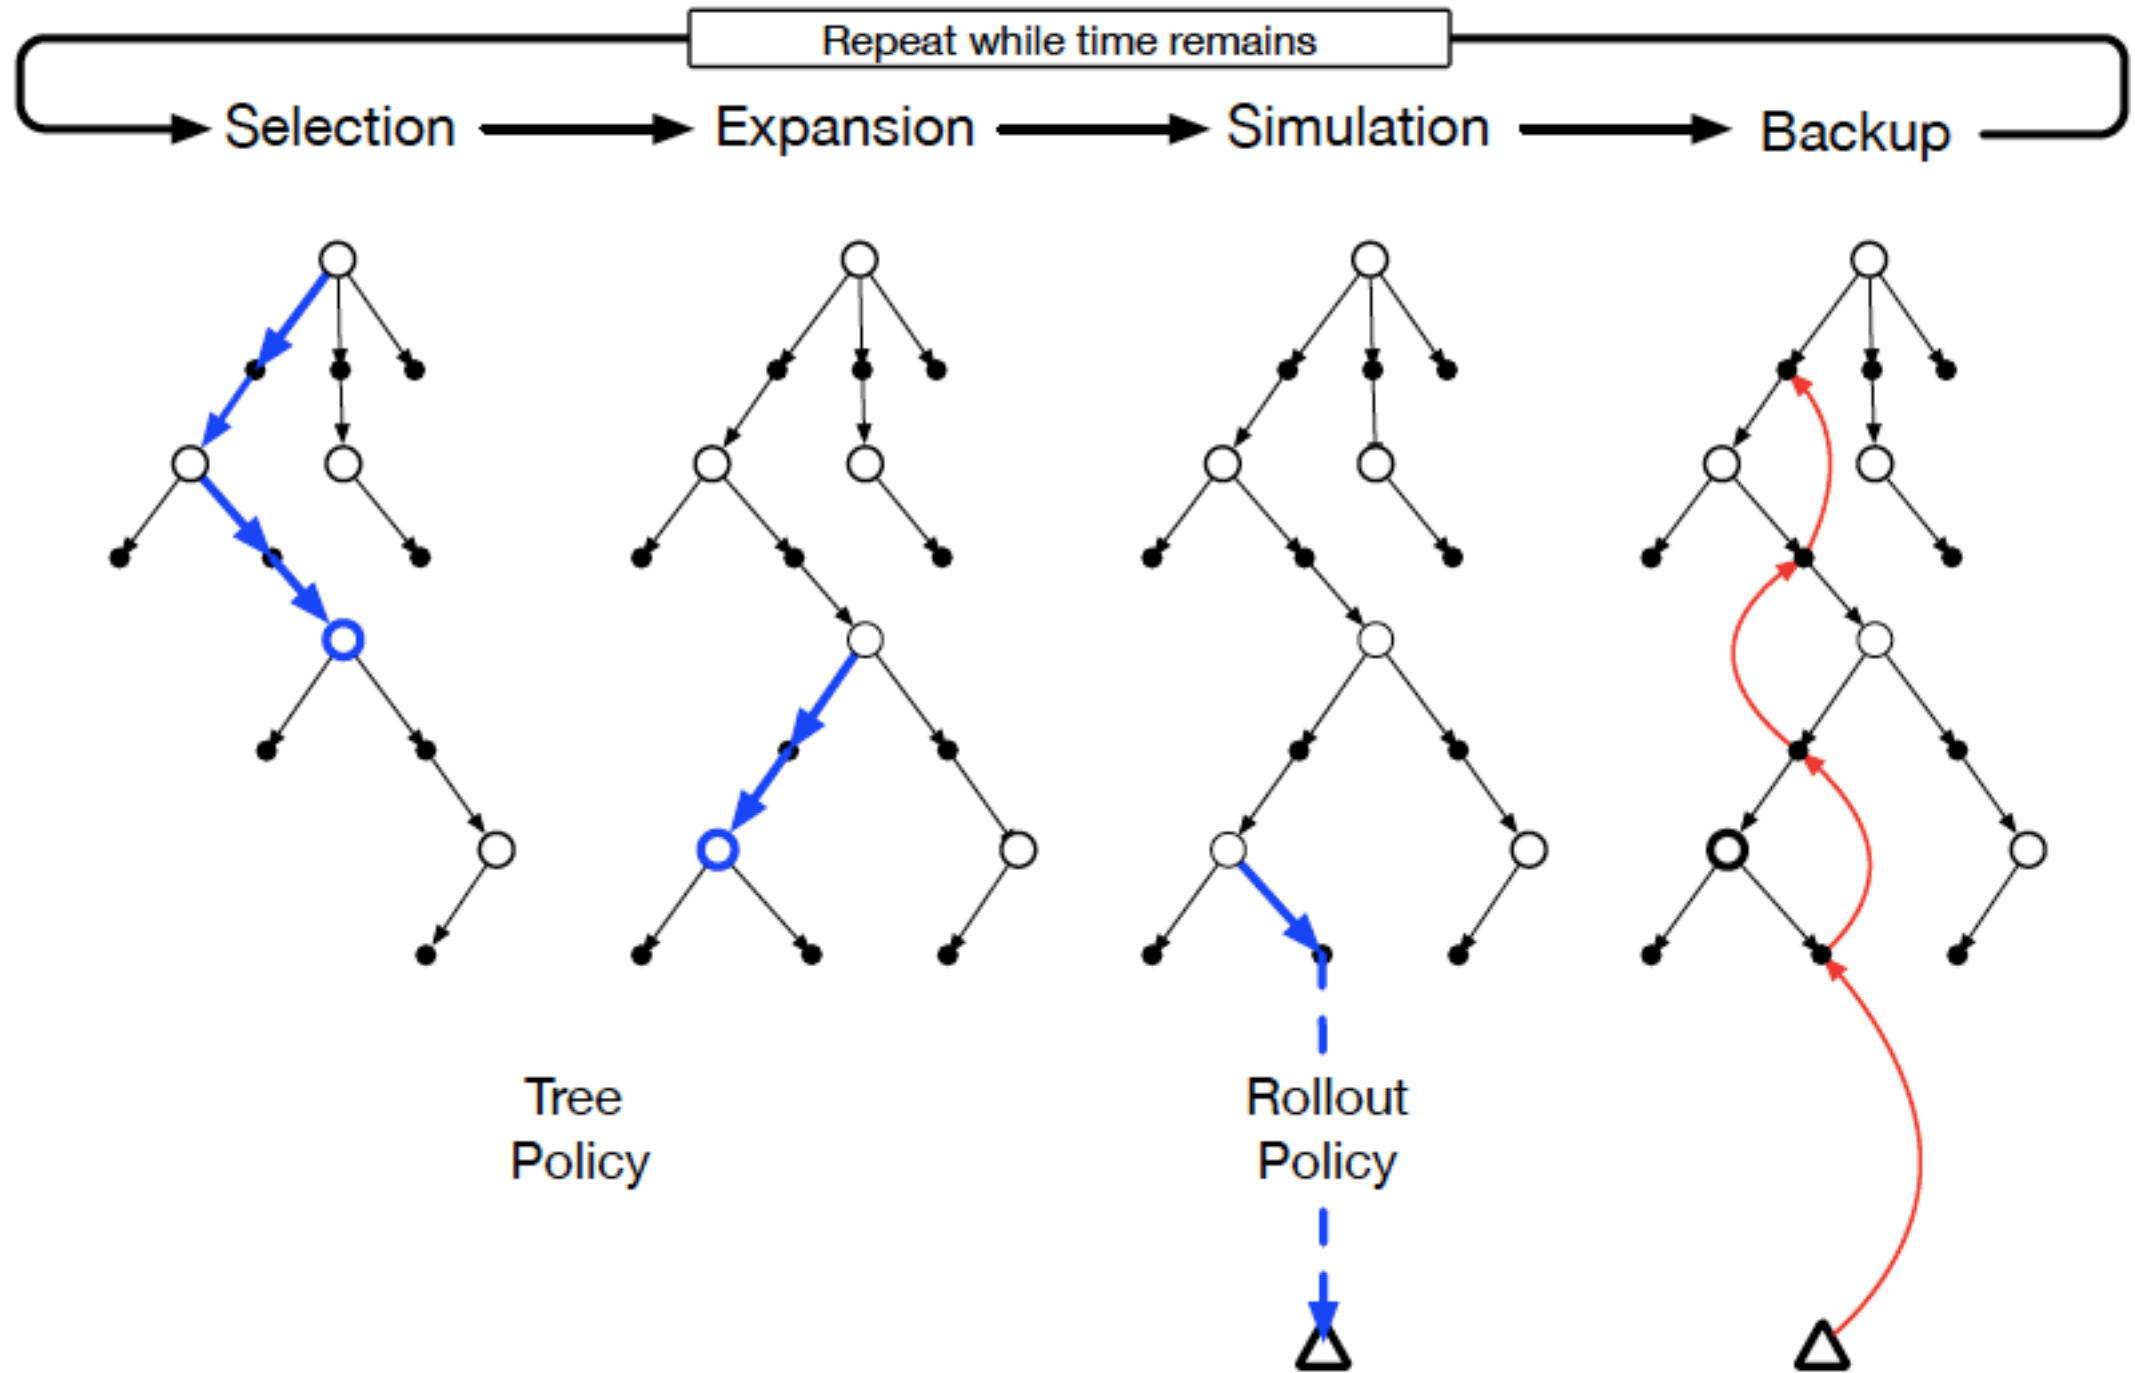 Repeat while time remains
Selection
Expansion
Simulation
Backup
Tree
Policy
Rollout
Policy